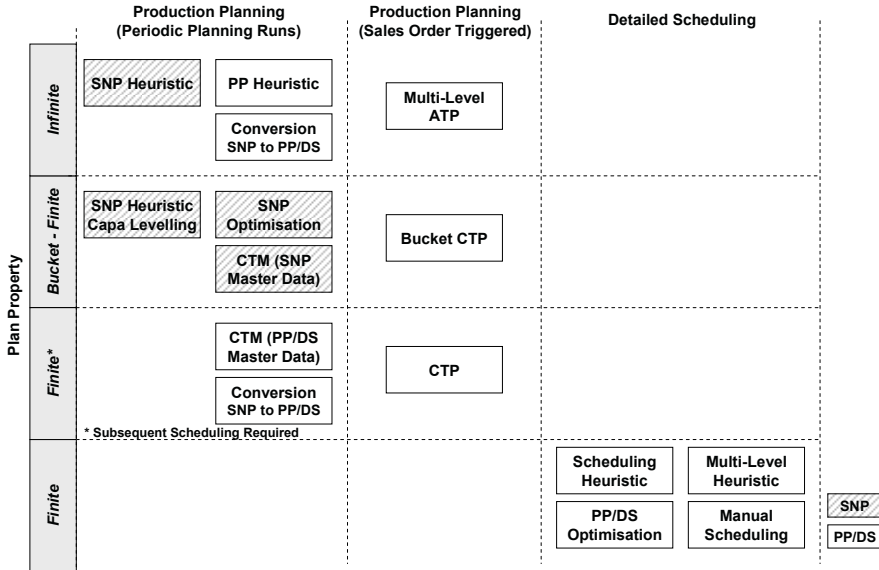 Production Planning
(Periodic Planning Runs)
Production Planning
(Sales Order Triggered)
Detailed Scheduling
Plan Property
Infinite
SNP Heuristic
PP Heuristic
Conversion
SNP to PP/DS
Multi-Level
ATP
Bucket - Finite
SNP Heuristic
Capa Levelling
SNP
Optimisation
CTM (SNP
Master Data)
Bucket CTP
Finite*
CTM (PP/DS
Master Data)
Conversion
SNP to PP/DS
CTP
* Subsequent Scheduling Required
Finite
Scheduling
Heuristic
Multi-Level
Heuristic
PP/DS
Optimisation
Manual
Scheduling
SNP
PP/DS